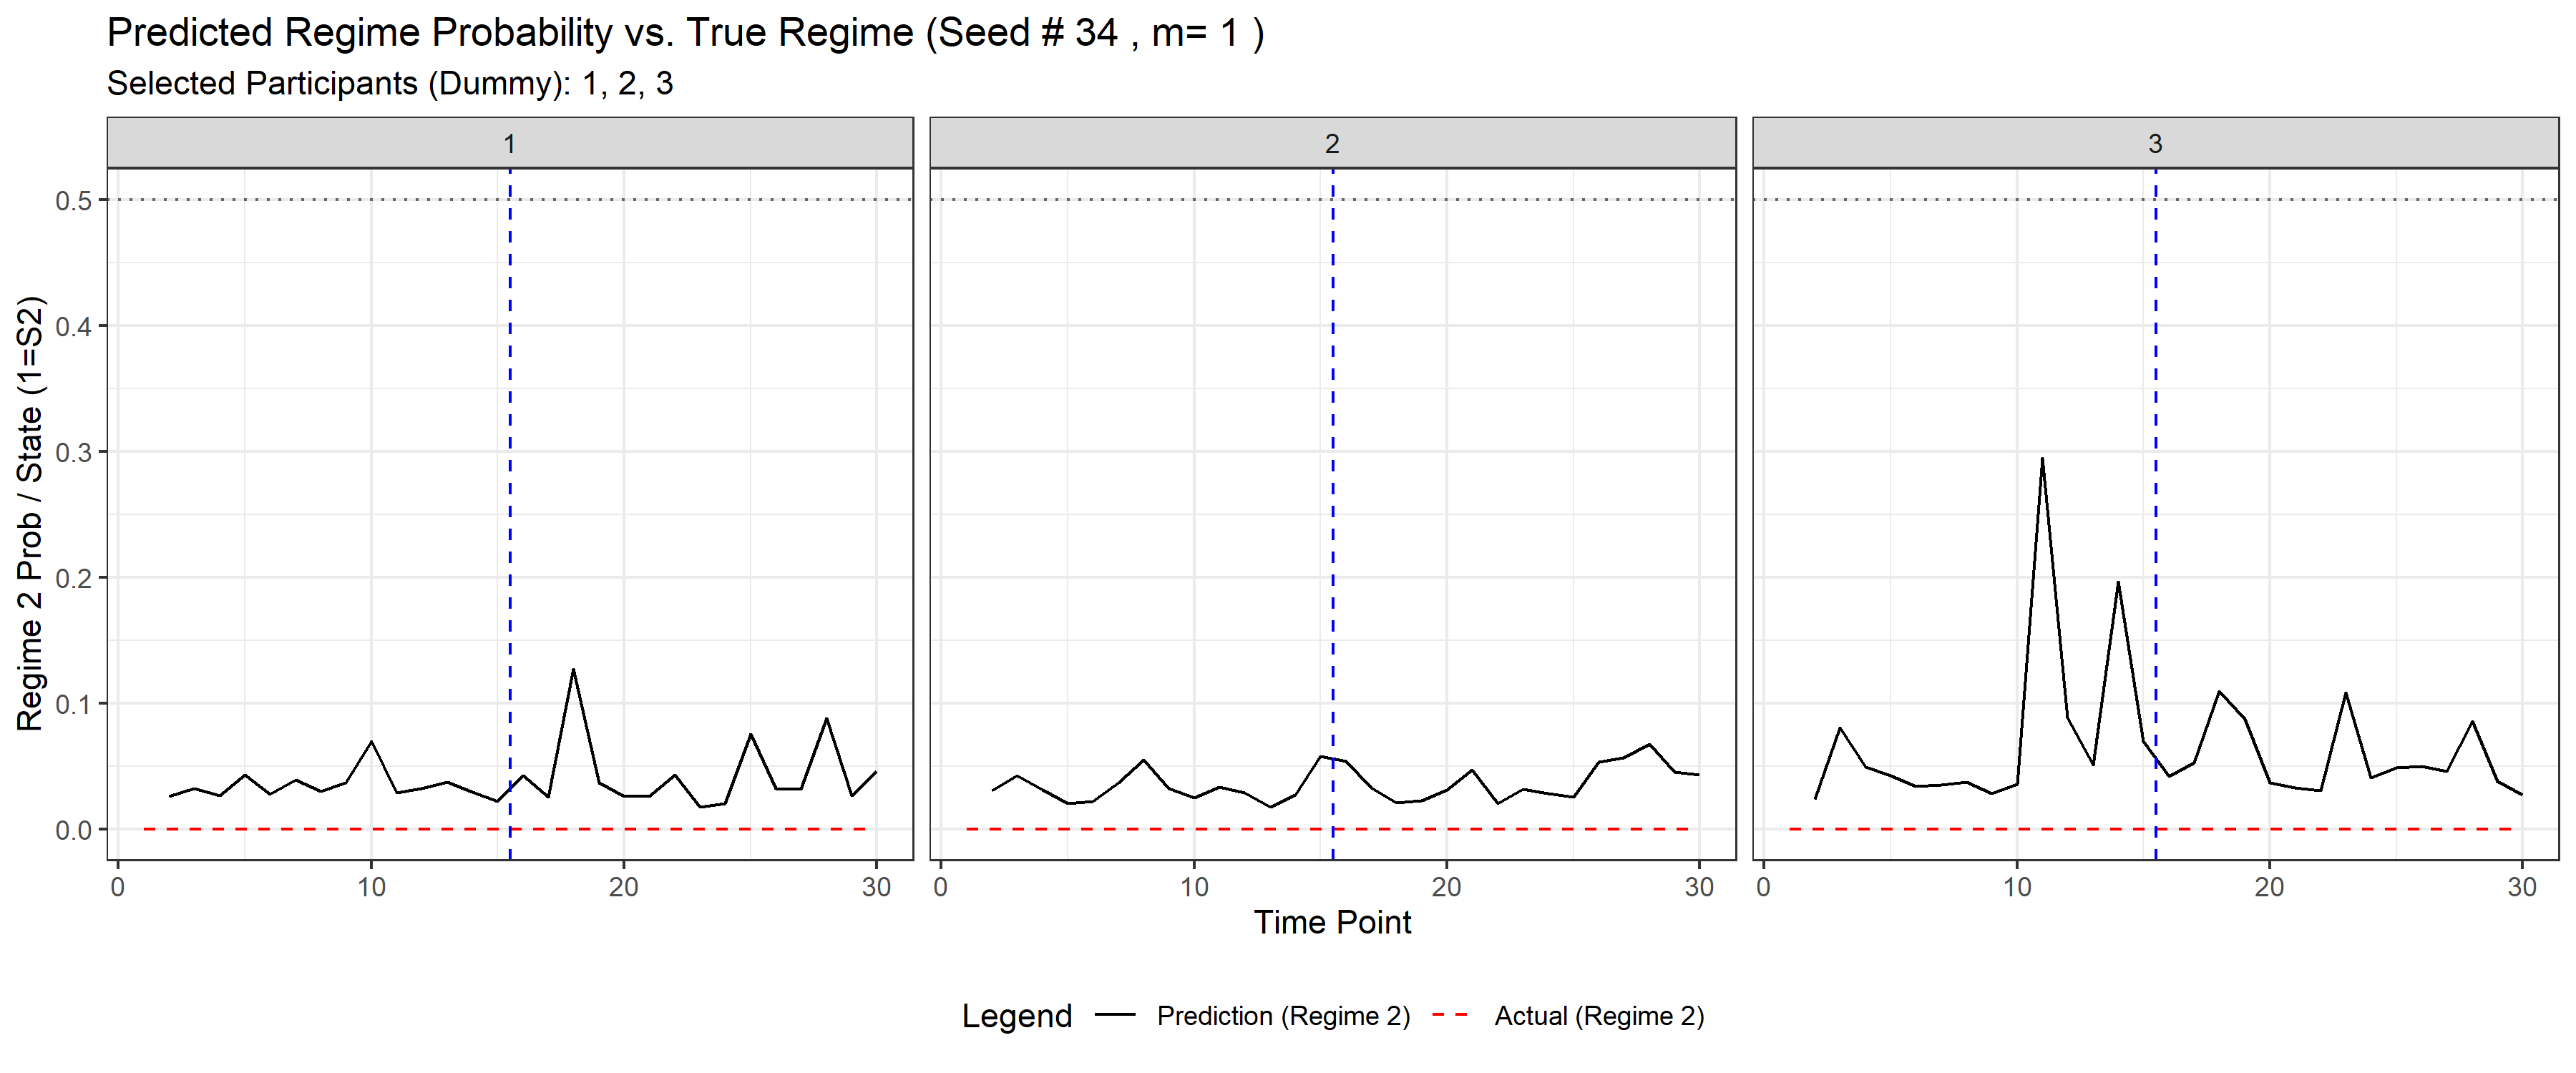 Predicted Regime Probability vs. True Regime (Seed # 34 , m= 1 )
Selected Participants (Dummy): 1, 2, 3
1 2 3
Regime 2 Prob / State (1=S2)
0.5
0.4
0.3
0.2
0.1
0.0
0 10 20 30 0 10 20 30 0 10 20 30
Time Point
Legend Prediction (Regime 2) Actual (Regime 2)